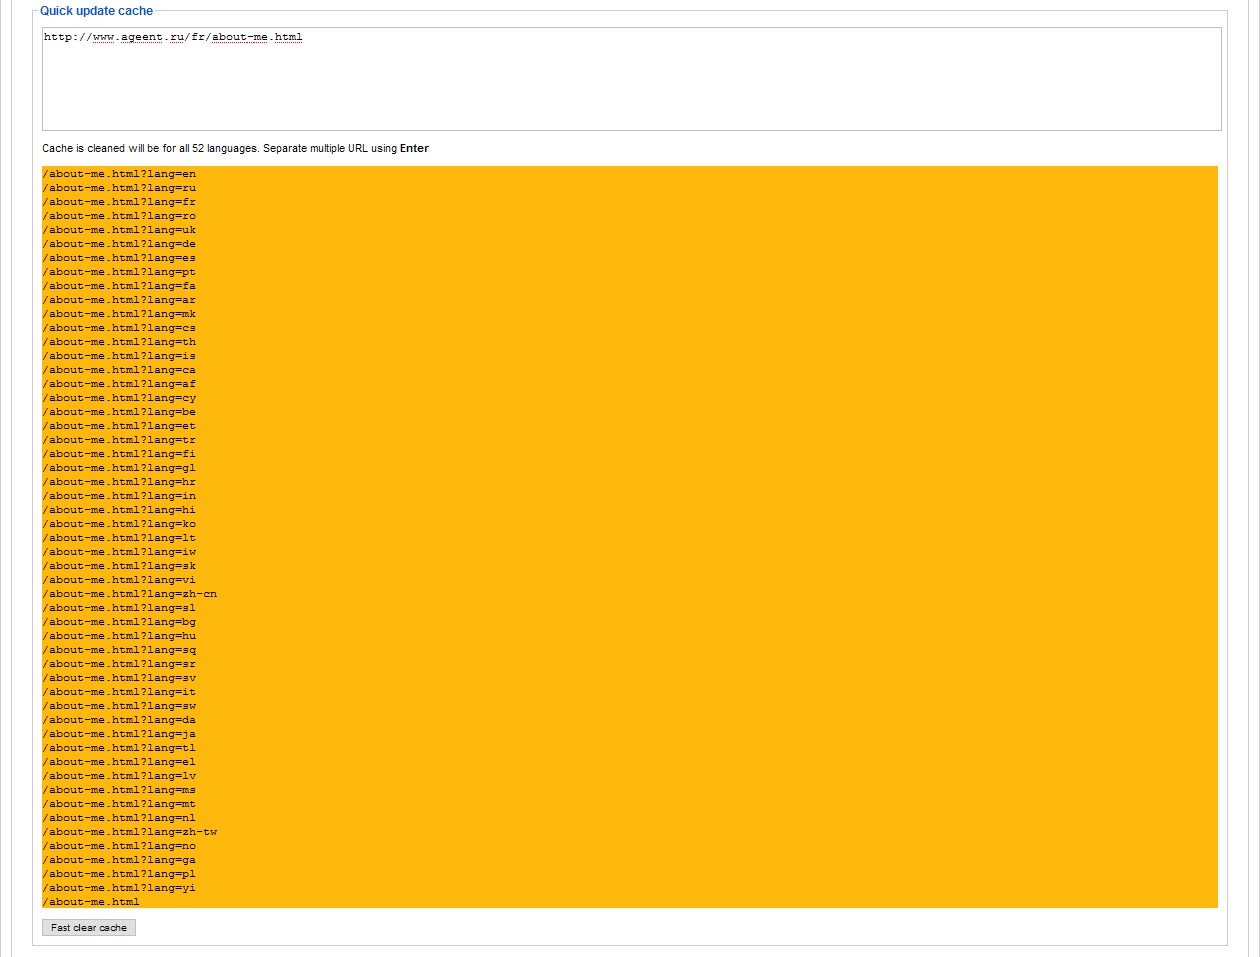 Quick update cache
http://www.ageent.ru/fr/about-me.html
Cache is cleaned will be for all 52 languages. Separate multiple URL using Enter
/about-me.html?lang=en
/about-me.html?lang=ru
/about-me.html?lang=fr
/about-me.html?lang=ro
/about-me.html?lang=uk
/about-me.html?lang=de
/about-me.html?lang=es
/about-me.html?lang=pt
/about-me.html?lang=fa
/about-me.html?lang=ar
/about-me.html?lang=mk
/about-me.html?lang=cs
/about-me.html?lang=th
/about-me.html?lang=is
/about-me.html?lang=ca
/about-me.html?lang=af
/about-me.html?lang=cy
/about-me.html?lang=be
/about-me.html?lang=et
/about-me.html?lang=tr
/about-me.html?lang=fi
/about-me.html?lang=gl
/about-me.html?lang=hr
/about-me.html?lang=in
/about-me.html?lang=hi
/about-me.html?lang=ko
/about-me.html?lang=lt
/about-me.html?lang=iw
/about-me.html?lang=sk
/about-me.html?lang=vi
/about-me.html?lang=zh-cn
/about-me.html?lang=sl
/about-me.html?lang=bg
/about-me.html?lang=hu
/about-me.html?lang=sq
/about-me.html?lang=sr
/about-me.html?lang=sv
/about-me.html?lang=it
/about-me.html?lang=sw
/about-me.html?lang=da
/about-me.html?lang=ja
/about-me.html?lang=tl
/about-me.html?lang=el
/about-me.html?lang=lv
/about-me.html?lang=ms
/about-me.html?lang=mt
/about-me.html?lang=nl
/about-me.html?lang=zh-tw
/about-me.html?lang=no
/about-me.html?lang=ga
/about-me.html?lang=pl
/about-me.html?lang=yi
/about-me.html
Fast clear cache